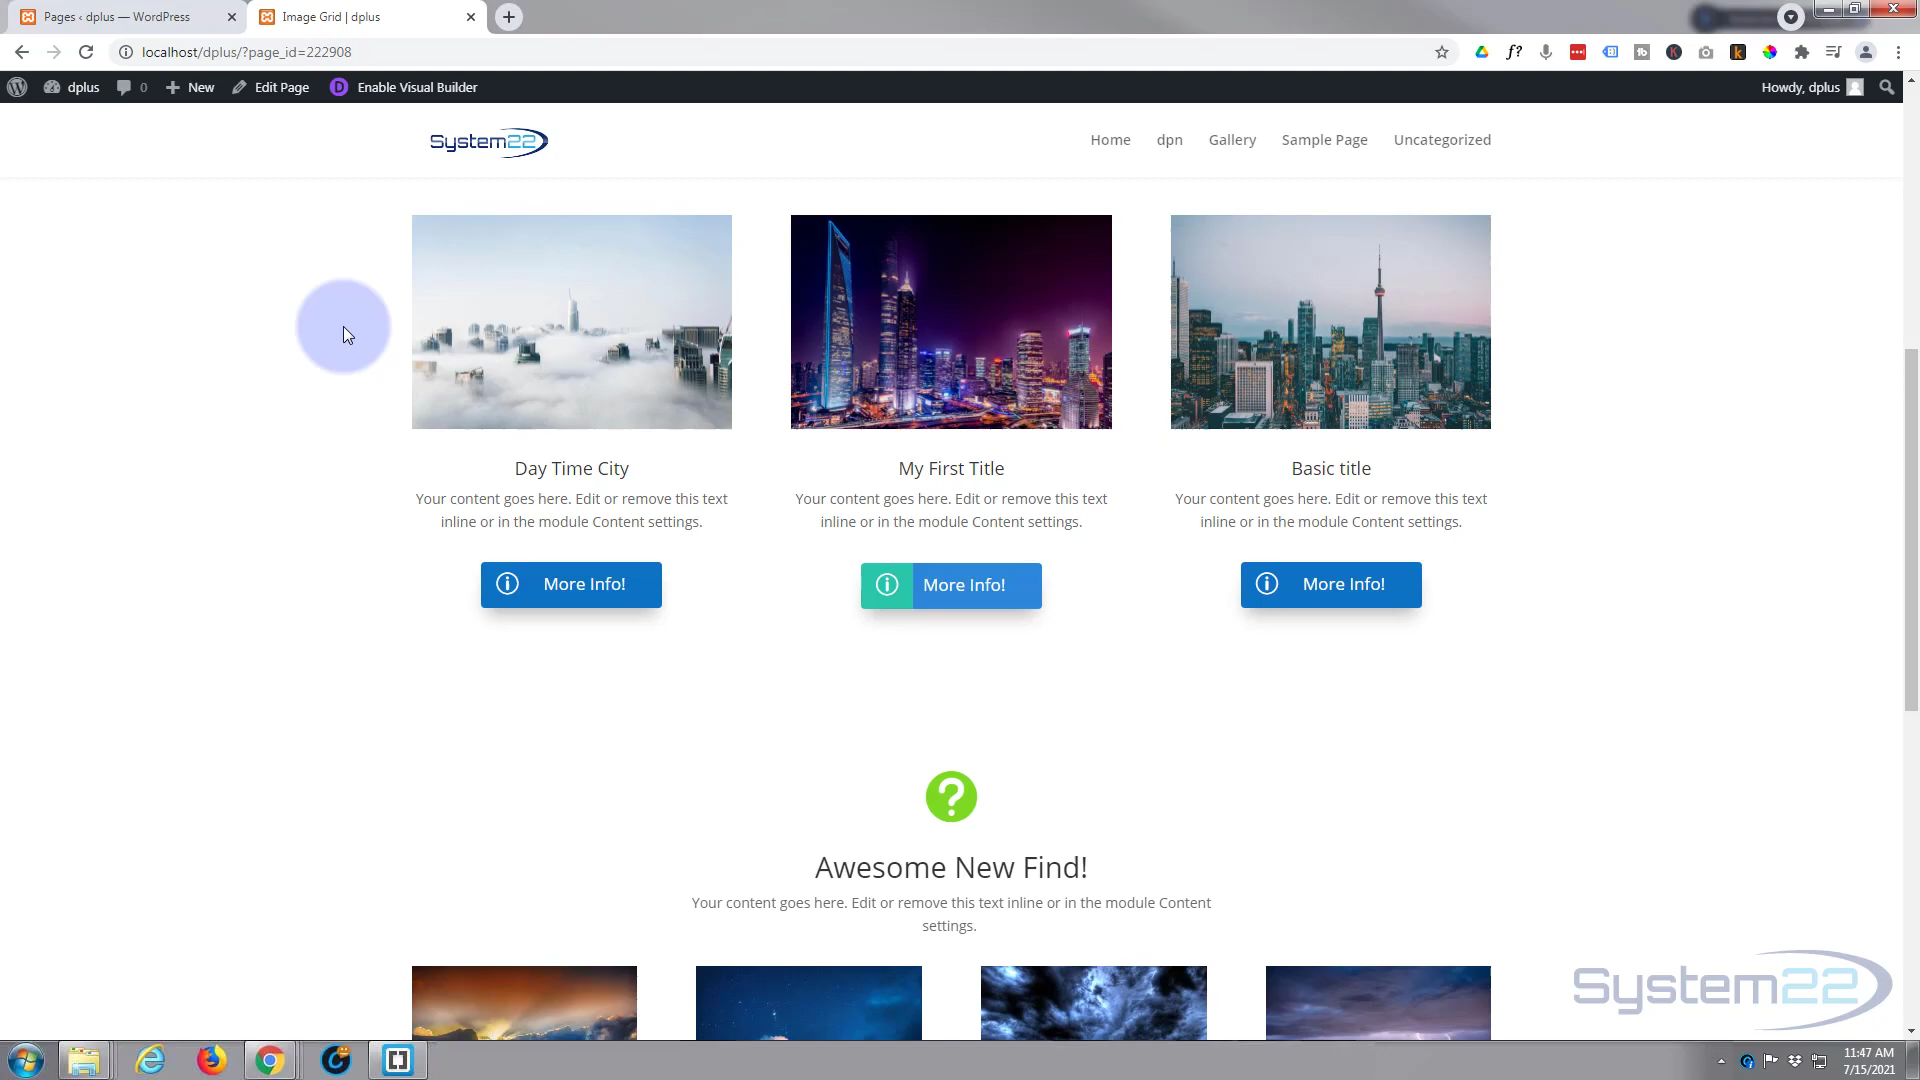 Pages ‹ dplus — WordPress
Image Grid | dplus
localhost/dplus/?page_id=222908
dplus
0
New
Edit Page
Enable Visual Builder
Howdy, dplus
System22
Home
dpn
Gallery
Sample Page
Uncategorized
Day Time City
Your content goes here. Edit or remove this text
inline or in the module Content settings.
More Info!
My First Title
Your content goes here. Edit or remove this text
inline or in the module Content settings.
More Info!
Basic title
Your content goes here. Edit or remove this text
inline or in the module Content settings.
More Info!
Awesome New Find!
Your content goes here. Edit or remove this text inline or in the module Content
settings.
System22
11:47 AM
7/15/2021